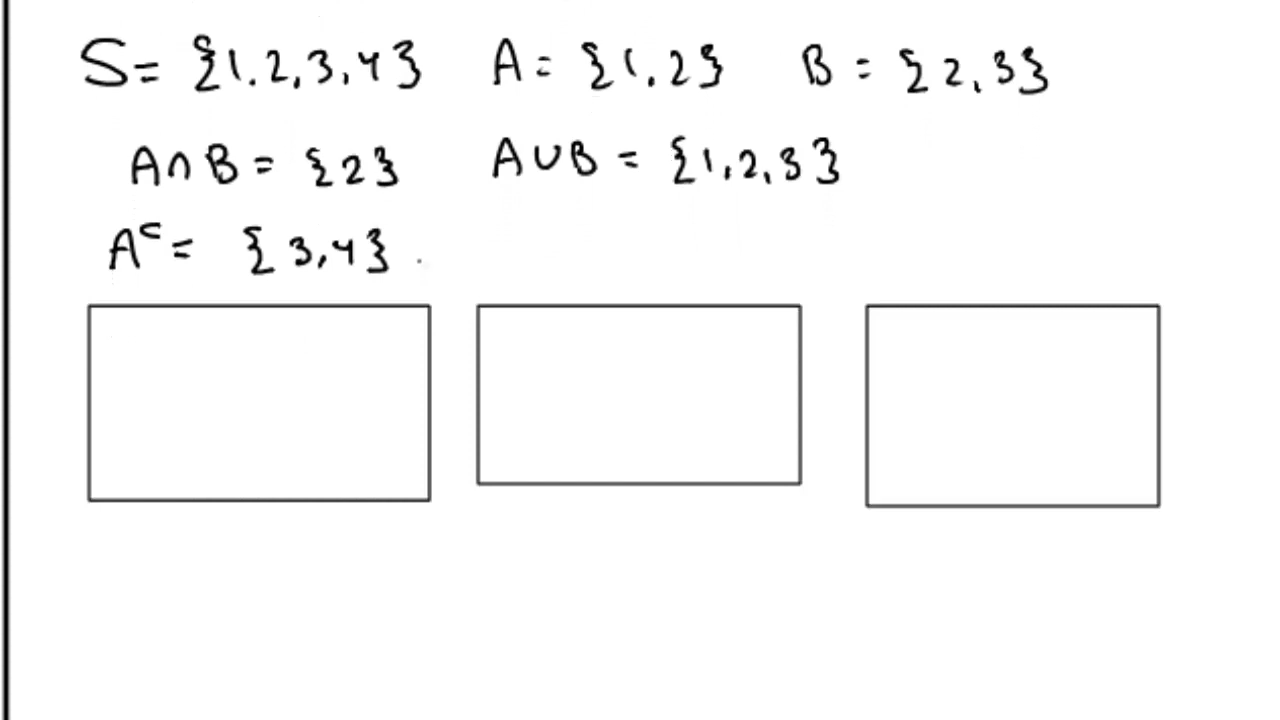 S = {1.2,3,4} A = {1,2} B = {2,3}
A∩B = {2} A∪B = {1,2,3}
Aᶜ = {3,4}